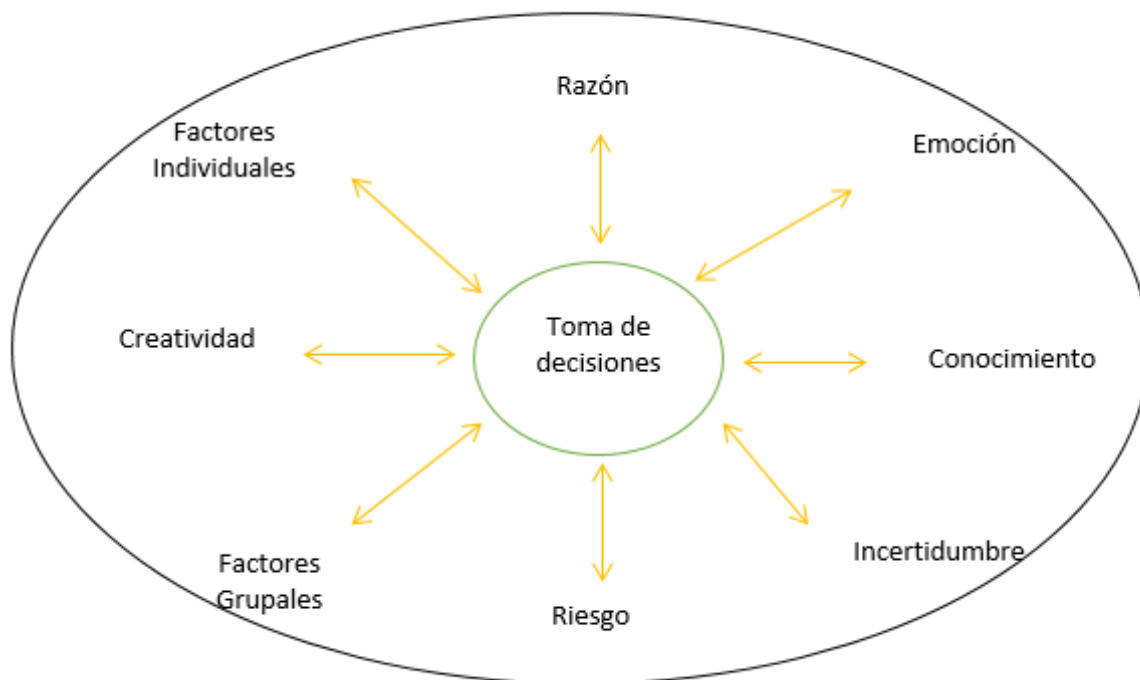 Razón
Factores
Individuales
Emoción
Creatividad
Toma de
decisiones
Conocimiento
Factores
Grupales
Riesgo
Incertidumbre